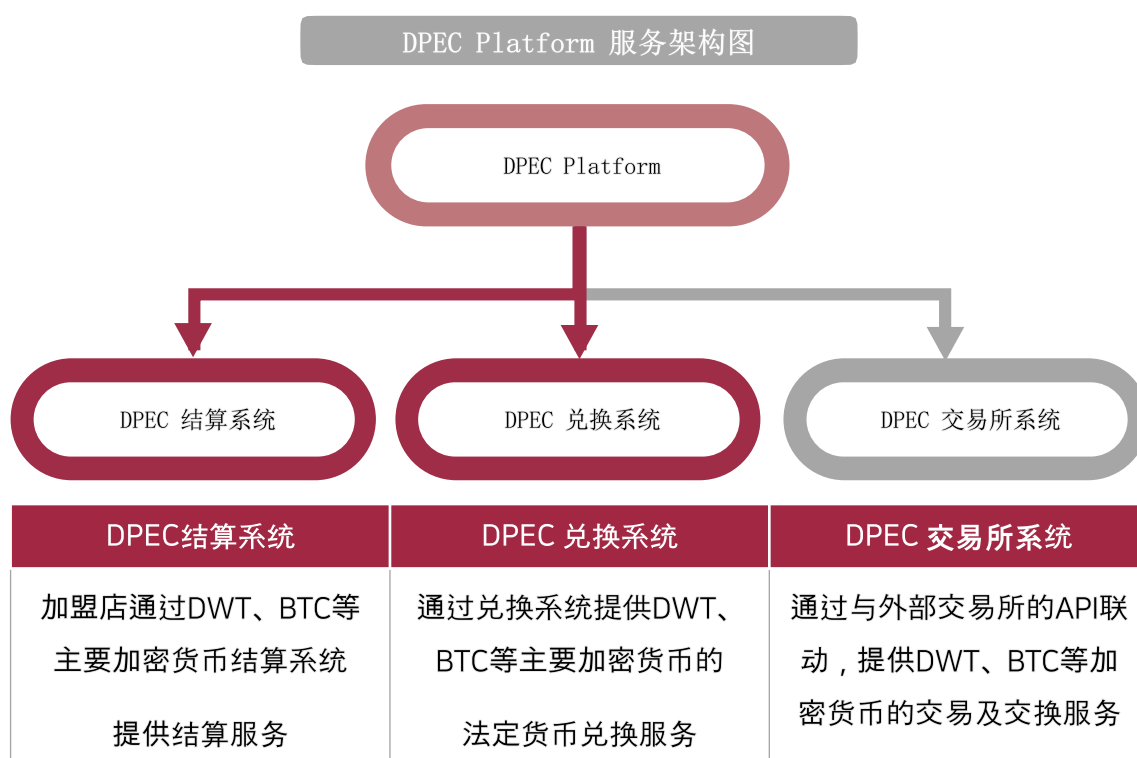 DPEC Platform 服务架构图
DPEC Platform
DPEC 结算系统
DPEC 兑换系统
DPEC 交易所系统
DPEC结算系统
DPEC 兑换系统
DPEC 交易所系统
加盟店通过DWT、BTC等
主要加密货币结算系统
提供结算服务
通过兑换系统提供DWT、
BTC等主要加密货币的
法定货币兑换服务
通过与外部交易所的API联
动，提供DWT、BTC等加
密货币的交易及交换服务